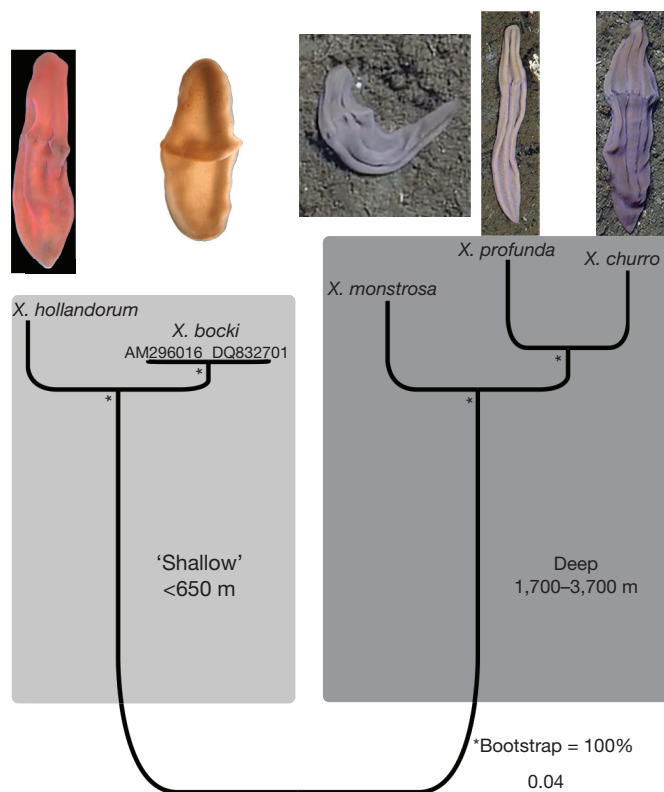 X. profunda
X. churro
X. monstrosa
X. hollandorum
X. bocki
AM296016 DQ832701
*
*
*
*
‘Shallow’
<650 m
Deep
1,700–3,700 m
*Bootstrap = 100%
0.04